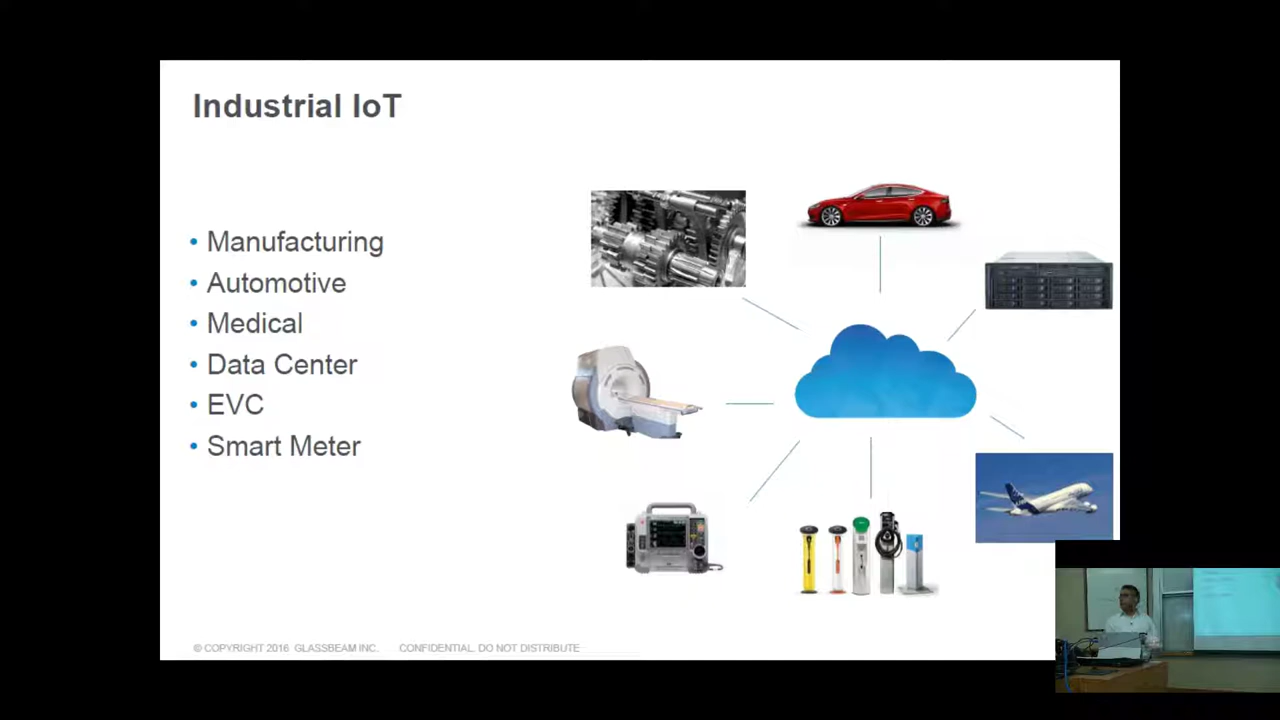 Industrial IoT
• Manufacturing
• Automotive
• Medical
• Data Center
• EVC
• Smart Meter
© COPYRIGHT 2016 GLASSBEAM INC. CONFIDENTIAL. DO NOT DISTRIBUTE